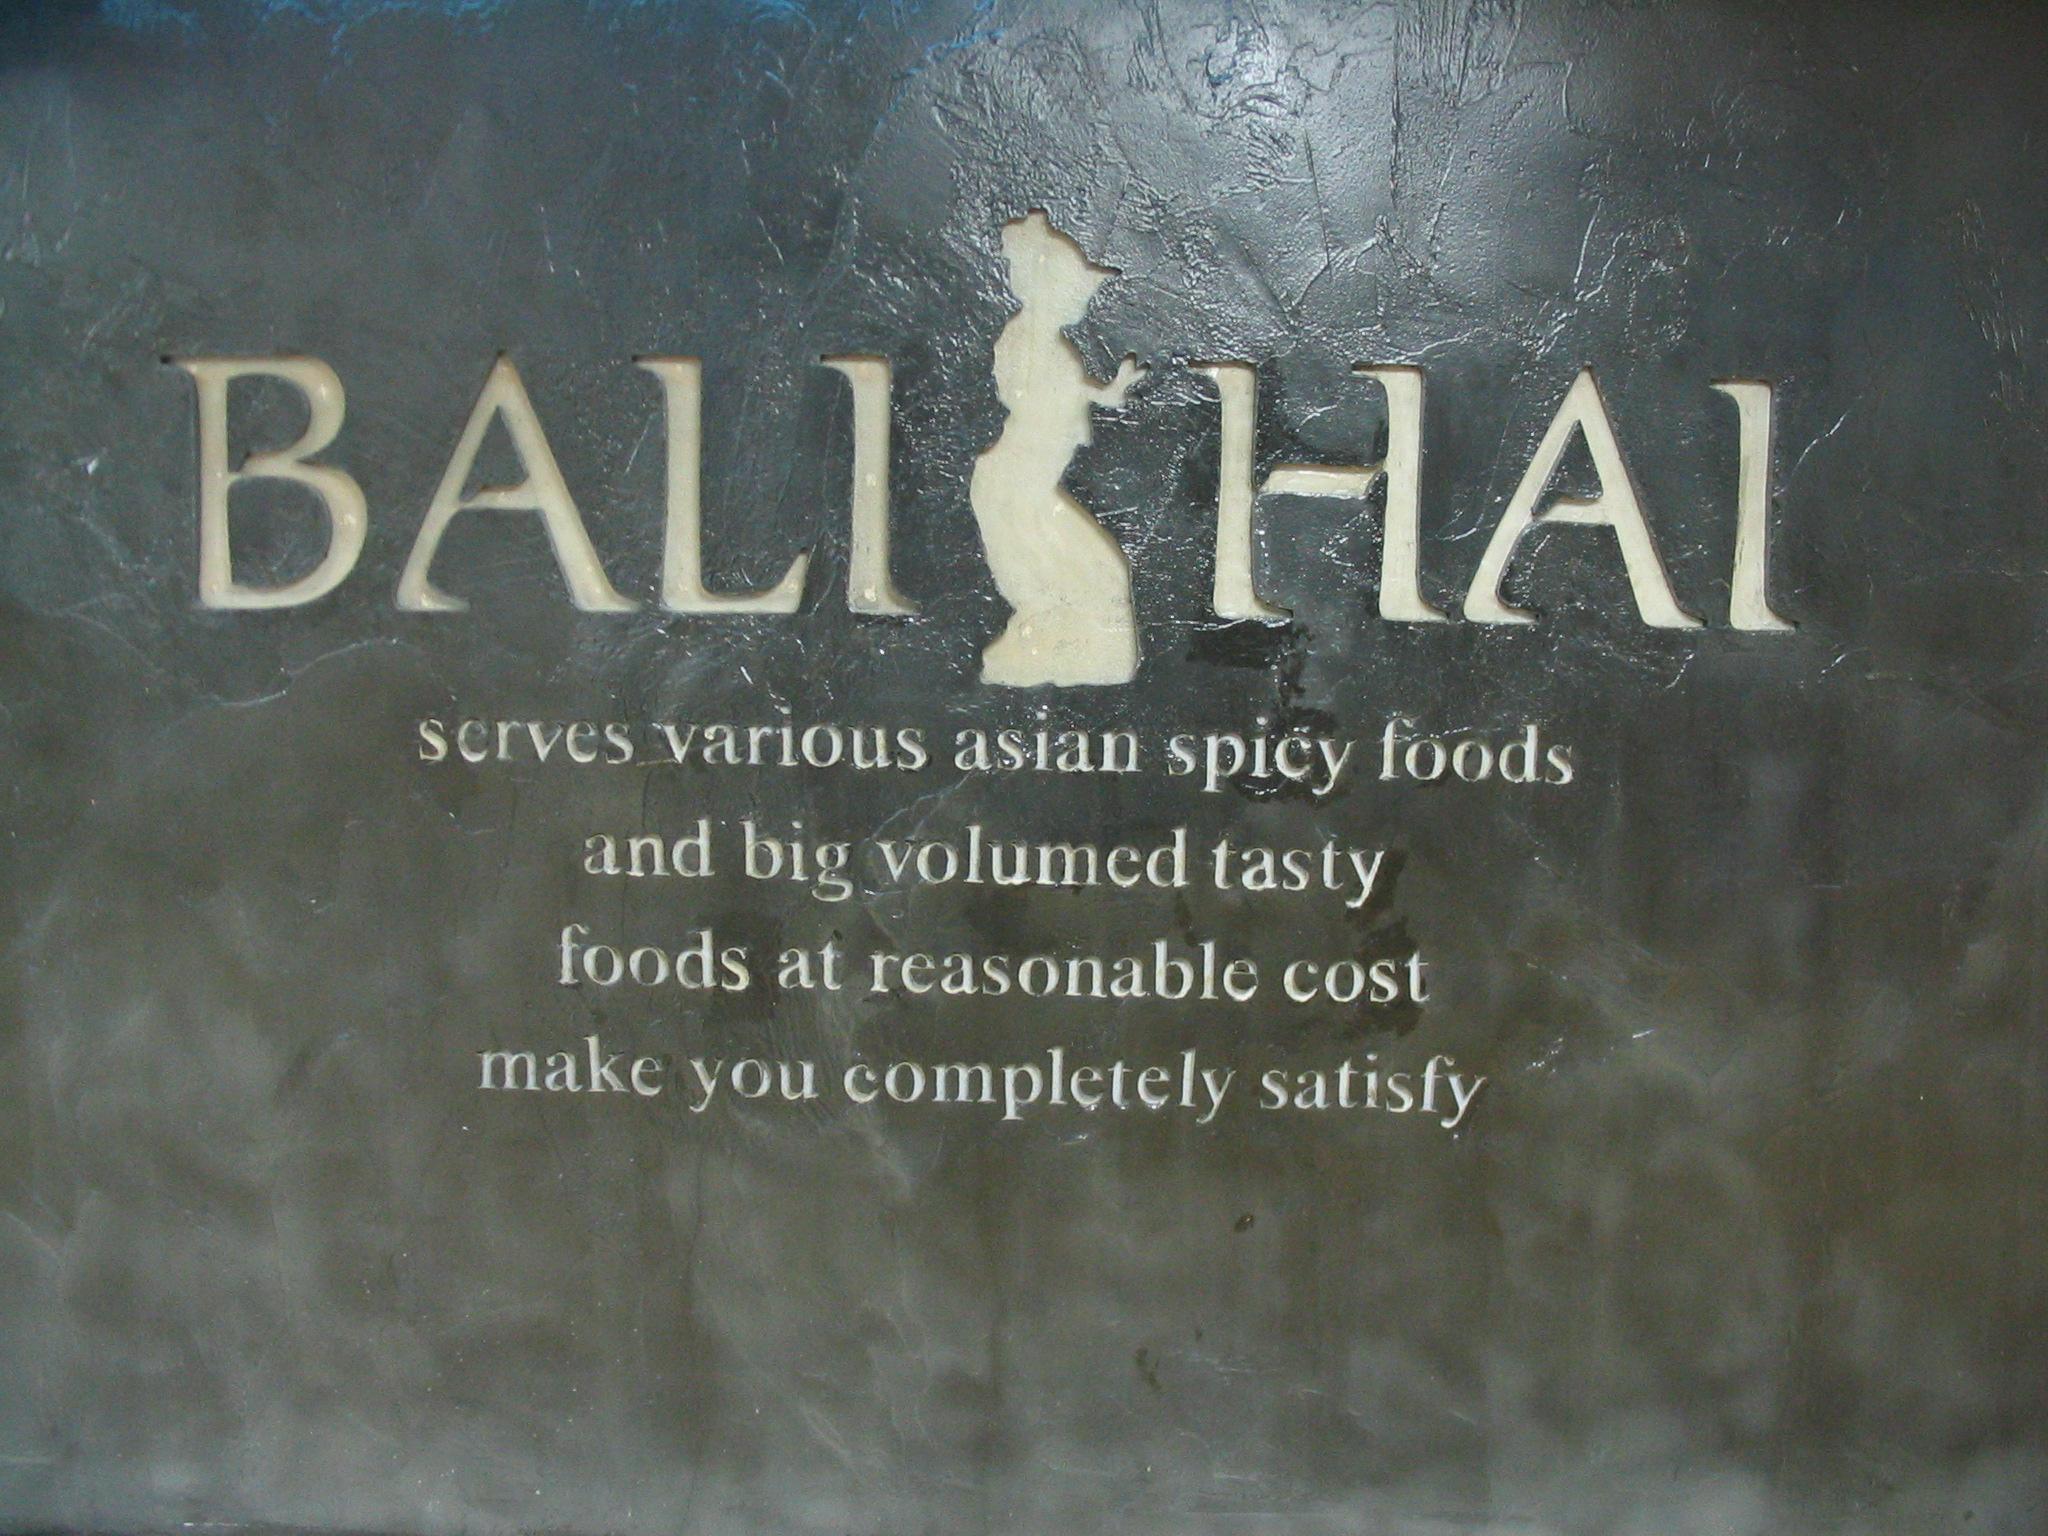 BALI HAI
serves various asian spicy foods
and big volumed tasty
foods at reasonable cost
make you completely satisfy